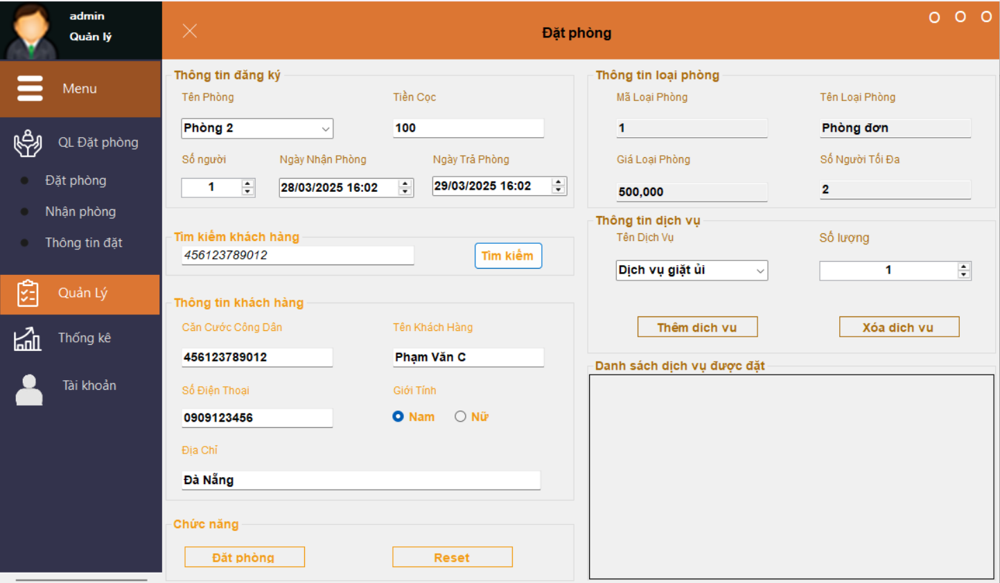 admin
Quản lý
Menu
QL Đặt phòng
Đặt phòng
Nhận phòng
Thông tin đặt
Quản Lý
Thống kê
Tài khoản
Đặt phòng
Thông tin đăng ký
Tên Phòng
Tiền Cọc
Phòng 2
100
Số người
Ngày Nhận Phòng
Ngày Trả Phòng
1
28/03/2025 16:02
29/03/2025 16:02
Tìm kiếm khách hàng
456123789012
Tìm kiếm
Thông tin khách hàng
Căn Cước Công Dân
Tên Khách Hàng
456123789012
Phạm Văn C
Số Điện Thoại
Giới Tính
0909123456
Nam
Nữ
Địa Chỉ
Đà Nẵng
Chức năng
Đặt phòng
Reset
Thông tin loại phòng
Mã Loại Phòng
Tên Loại Phòng
1
Phòng đơn
Giá Loại Phòng
Số Người Tối Đa
500,000
2
Thông tin dịch vụ
Tên Dịch Vụ
Số lượng
Dịch vụ giặt ủi
1
Thêm dich vu
Xóa dich vu
Danh sách dịch vụ được đặt